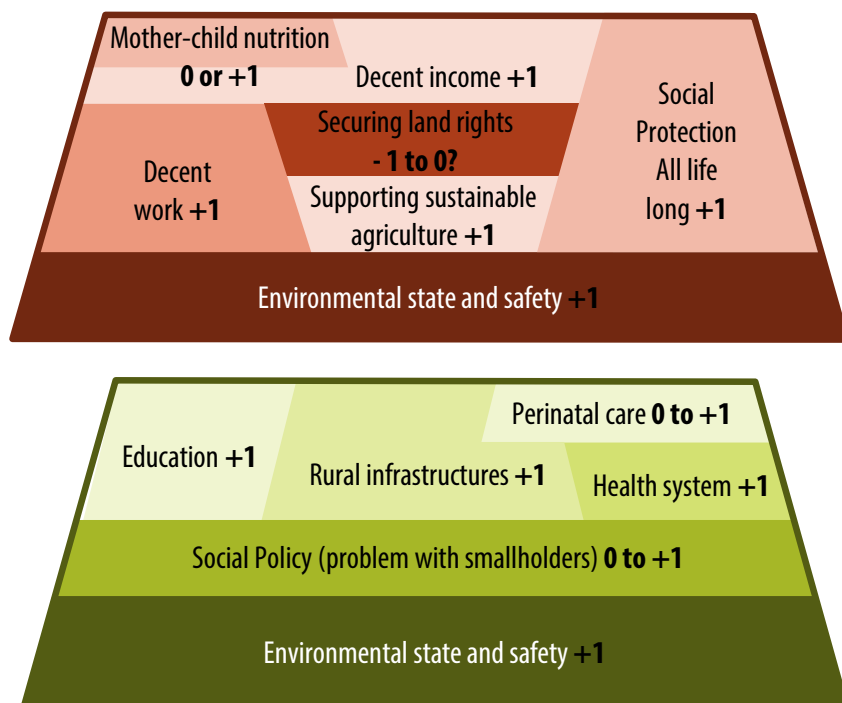 Mother-child nutrition
0 or +1
Decent income +1
Securing land rights
- 1 to 0?
Decent
work +1
Supporting sustainable
agriculture +1
Social
Protection
All life
long +1
Environmental state and safety +1
Education +1
Rural infrastructures +1
Perinatal care 0 to +1
Health system +1
Social Policy (problem with smallholders) 0 to +1
Environmental state and safety +1